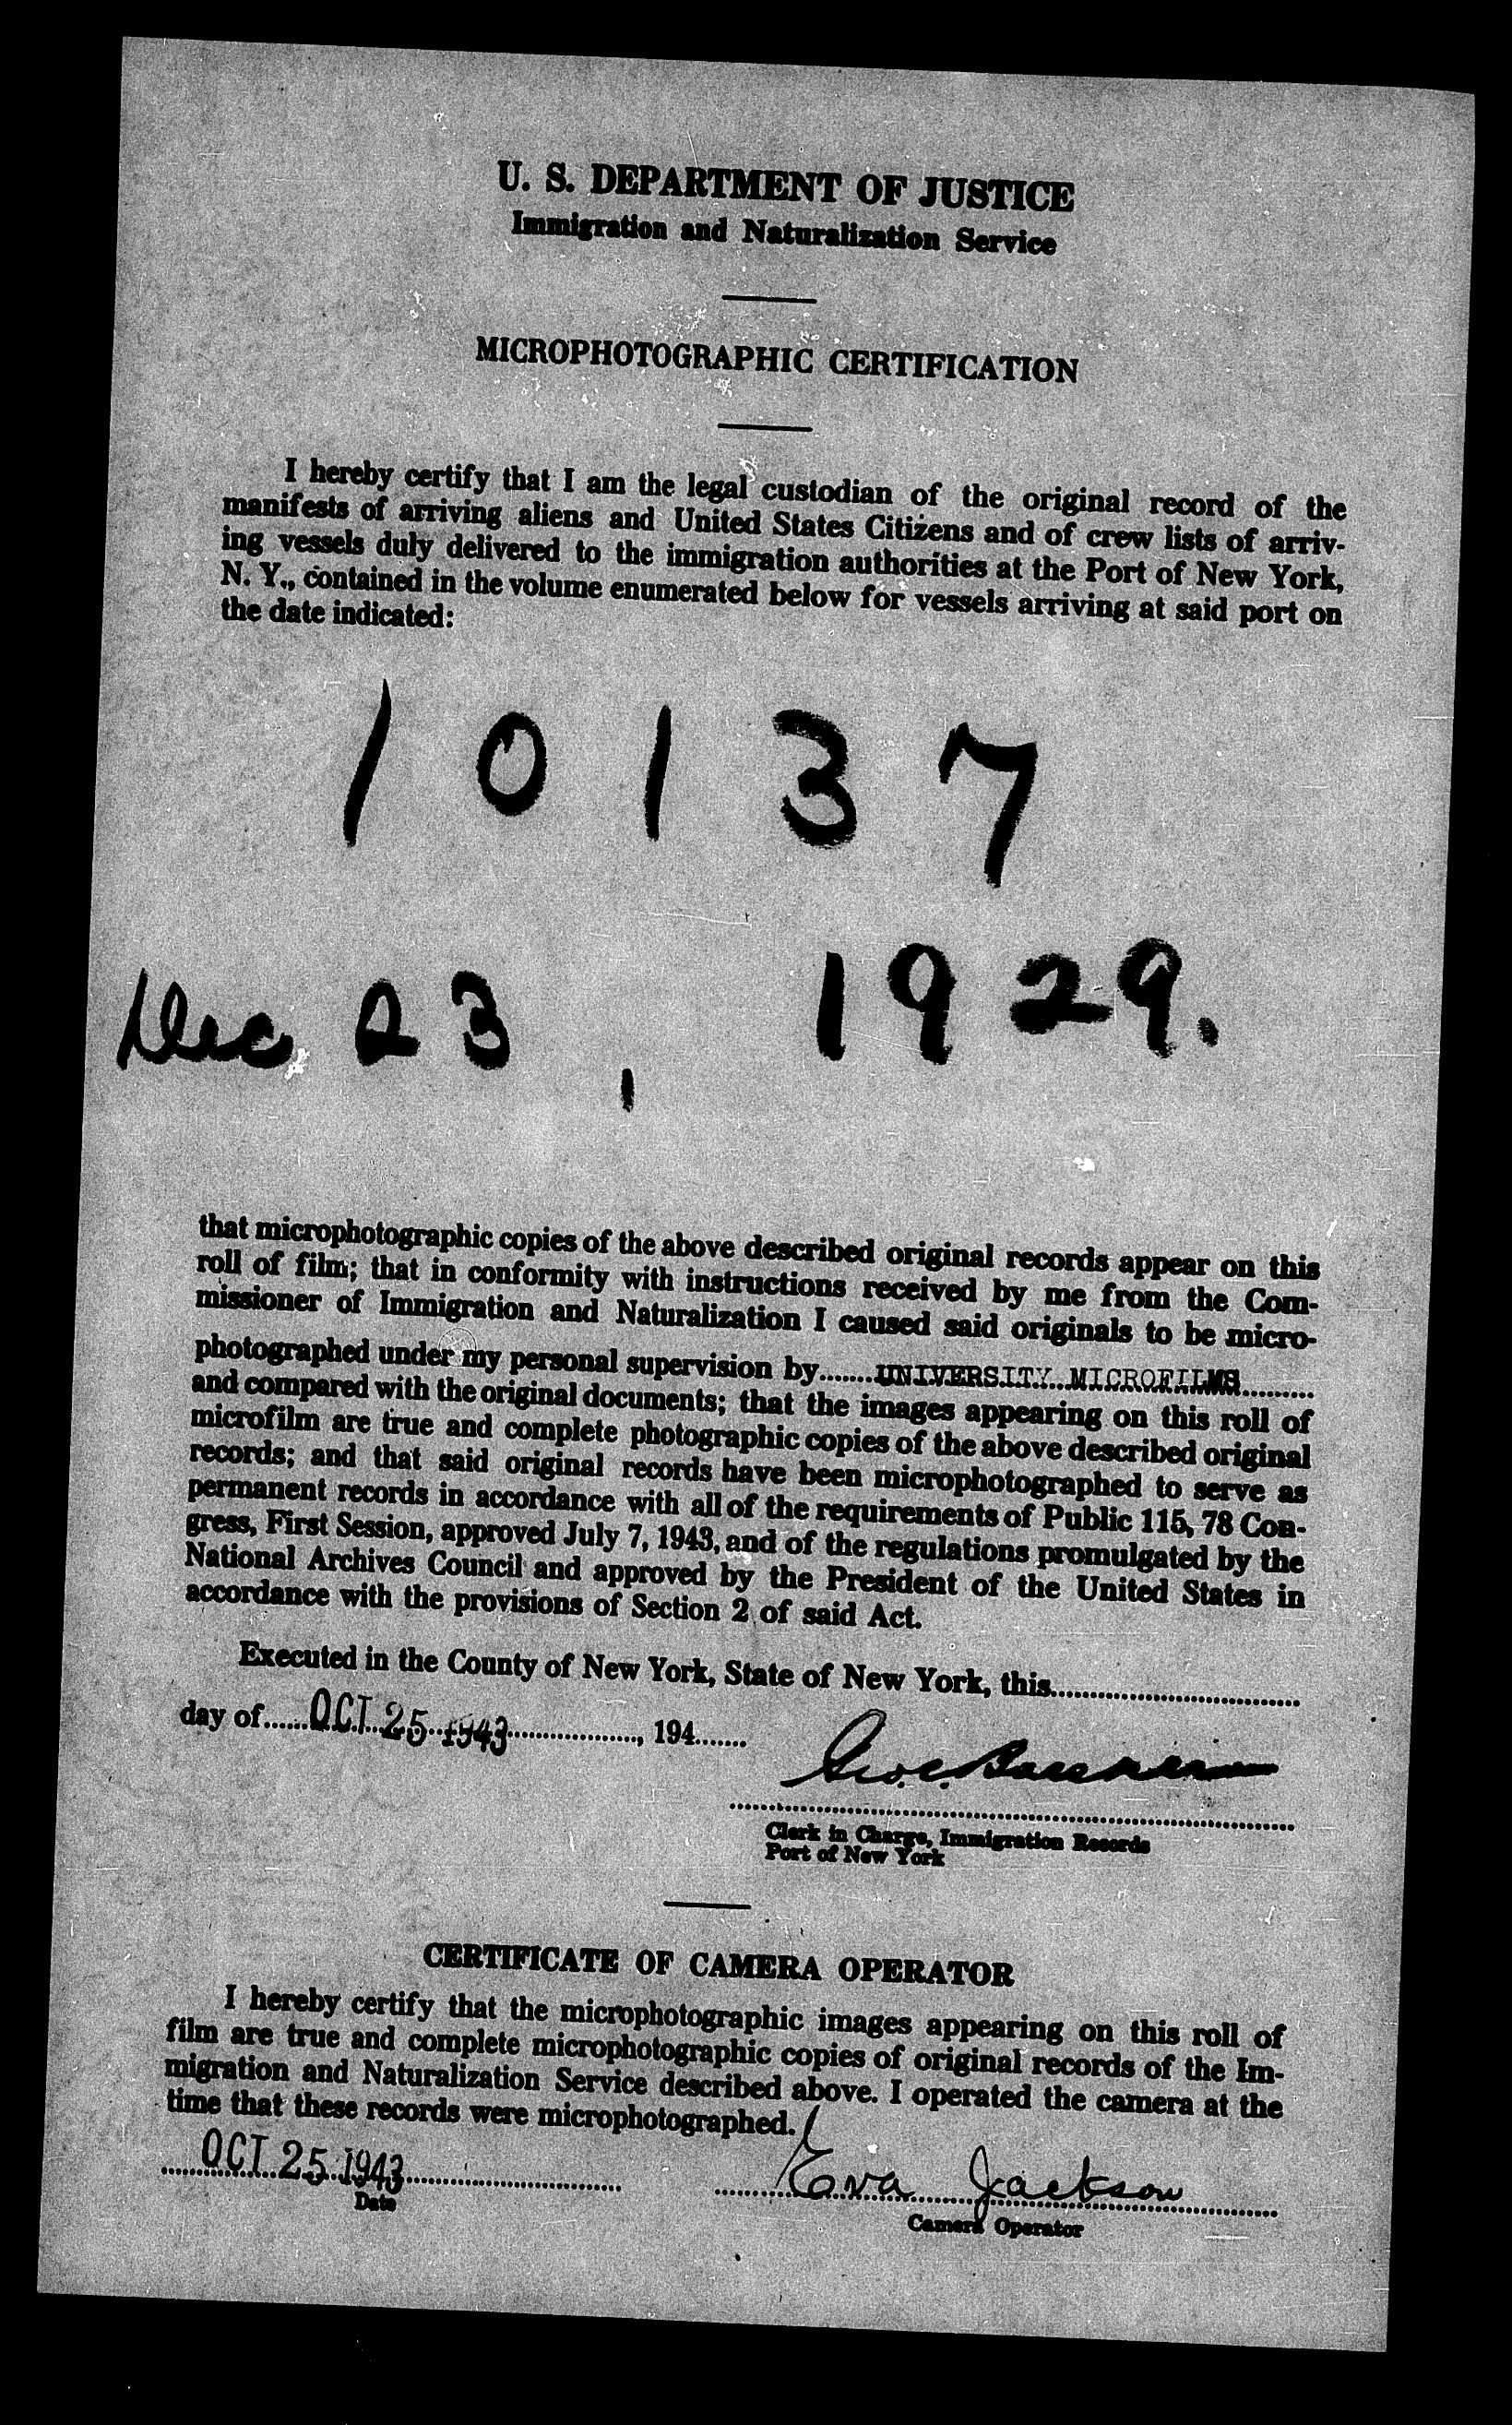 U. S. DEPARTMENT OF JUSTICE
Immigration and Naturalization Service
MICROPHOTOGRAPHIC CERTIFICATION
I hereby certify that I am the legal custodian of the original record of the
manifests of arriving aliens and United States Citizens and of crew lists of arriv-
ing vessels duly delivered to the immigration authorities at the Port of New York,
N. Y., contained in the volume enumerated below for vessels arriving at said port on
the date indicated:
10137
Dec. 23, 1929.
that microphotographic copies of the above described original records appear on this
roll of film; that in conformity with instructions received by me from the Com-
missioner of Immigration and Naturalization I caused said originals to be micro-
photographed under my personal supervision by.......UNIVERSITY MICROFILMS..........
and compared with the original documents; that the images appearing on this roll of
microfilm are true and complete photographic copies of the above described original
records; and that said original records have been microphotographed to serve as
permanent records in accordance with all of the requirements of Public 115, 78 Con-
gress, First Session, approved July 7, 1943, and of the regulations promulgated by the
National Archives Council and approved by the President of the United States in
accordance with the provisions of Section 2 of said Act.
Executed in the County of New York, State of New York, this................................
day of......OCT 25 1943...................., 194.......
Clerk in Charge, Immigration Records
Port of New York
CERTIFICATE OF CAMERA OPERATOR
I hereby certify that the microphotographic images appearing on this roll of
film are true and complete microphotographic copies of original records of the Im-
migration and Naturalization Service described above. I operated the camera at the
time that these records were microphotographed.
OCT 25 1943 Eva Jackson
Date Camera Operator